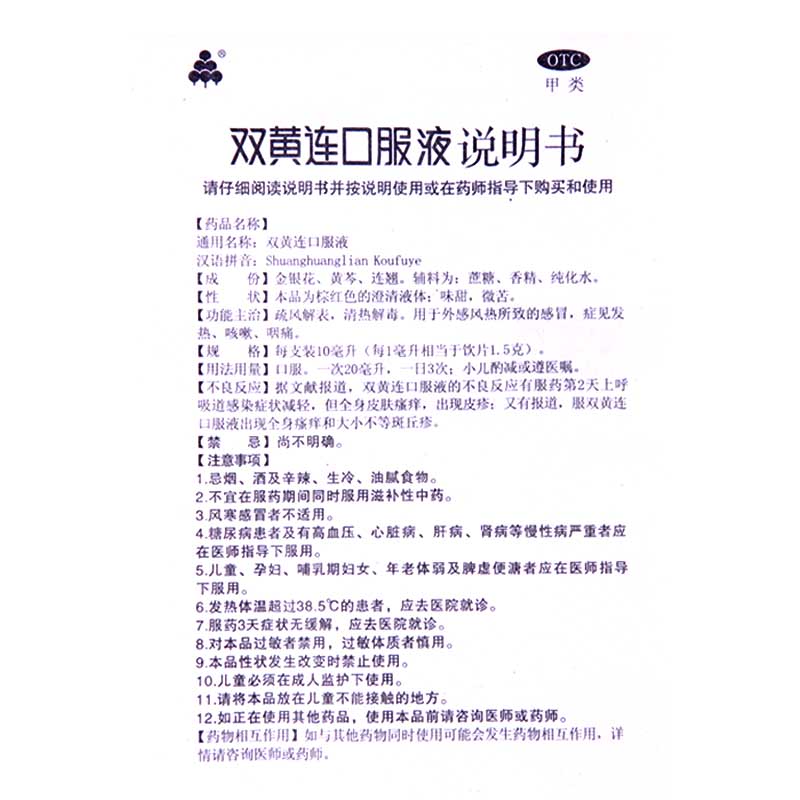 ®
OTC
甲类
双黄连口服液说明书
请仔细阅读说明书并按说明使用或在药师指导下购买和使用
【药品名称】
通用名称：双黄连口服液
汉语拼音：Shuanghuanglian Koufuye
【成　　份】金银花、黄芩、连翘。辅料为：蔗糖、香精、纯化水。
【性　　状】本品为棕红色的澄清液体；味甜，微苦。
【功能主治】疏风解表，清热解毒。用于外感风热所致的感冒，症见发
热、咳嗽、咽痛。
【规　　格】每支装10毫升（每1毫升相当于饮片1.5克）。
【用法用量】口服。一次20毫升，一日3次；小儿酌减或遵医嘱。
【不良反应】据文献报道，双黄连口服液的不良反应有服药第2天上呼
吸道感染症状减轻，但全身皮肤瘙痒，出现皮疹；又有报道，服双黄连
口服液出现全身瘙痒和大小不等斑丘疹。
【禁　　忌】尚不明确。
【注意事项】
1.忌烟、酒及辛辣、生冷、油腻食物。
2.不宜在服药期间同时服用滋补性中药。
3.风寒感冒者不适用。
4.糖尿病患者及有高血压、心脏病、肝病、肾病等慢性病严重者应
在医师指导下服用。
5.儿童、孕妇、哺乳期妇女、年老体弱及脾虚便溏者应在医师指导
下服用。
6.发热体温超过38.5℃的患者，应去医院就诊。
7.服药3天症状无缓解，应去医院就诊。
8.对本品过敏者禁用，过敏体质者慎用。
9.本品性状发生改变时禁止使用。
10.儿童必须在成人监护下使用。
11.请将本品放在儿童不能接触的地方。
12.如正在使用其他药品，使用本品前请咨询医师或药师。
【药物相互作用】如与其他药物同时使用可能会发生药物相互作用，详
情请咨询医师或药师。